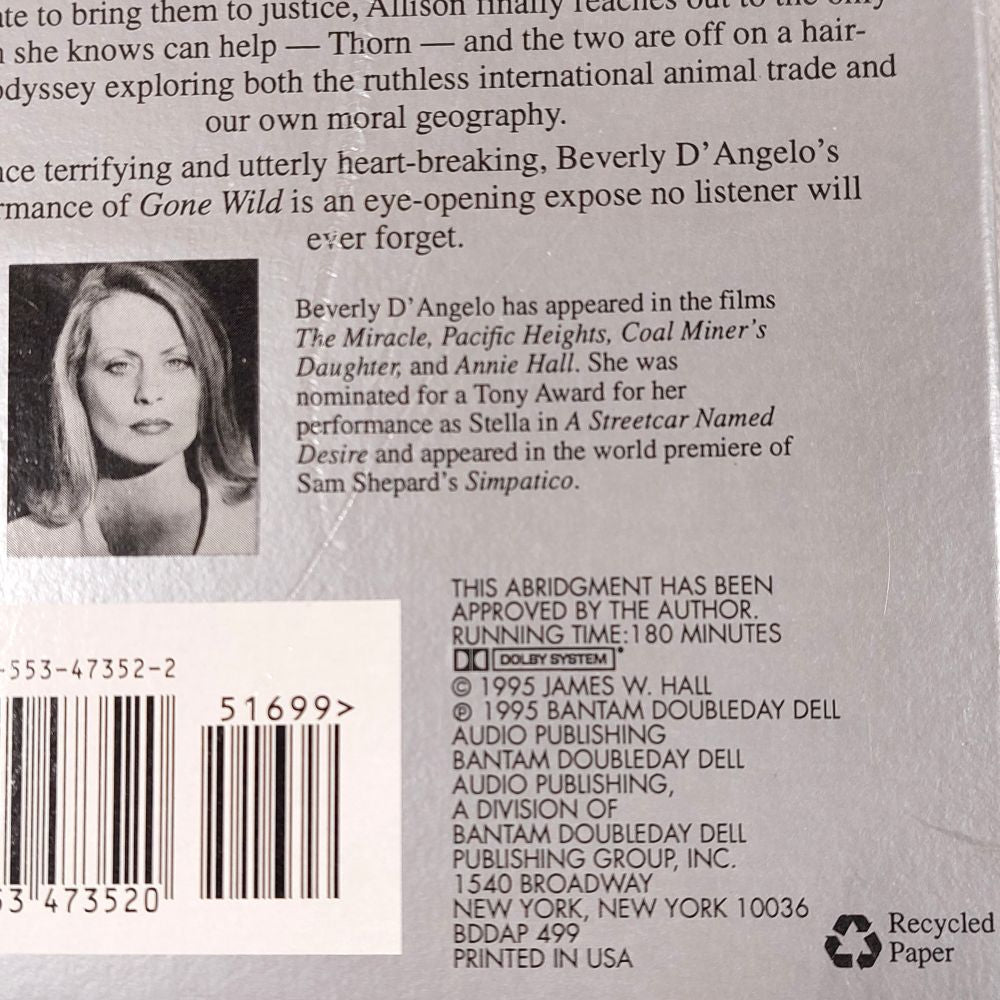 ate to bring them to justice, Allison finally reaches out to the only
she knows can help — Thorn — and the two are off on a hair-
odyssey exploring both the ruthless international animal trade and
our own moral geography.
nce terrifying and utterly heart-breaking, Beverly D'Angelo's
rmance of Gone Wild is an eye-opening expose no listener will
ever forget.
Beverly D'Angelo has appeared in the films
The Miracle, Pacific Heights, Coal Miner's
Daughter, and Annie Hall. She was
nominated for a Tony Award for her
performance as Stella in A Streetcar Named
Desire and appeared in the world premiere of
Sam Shepard's Simpatico.
-553-47352-2
51699>
53 473520
THIS ABRIDGMENT HAS BEEN
APPROVED BY THE AUTHOR.
RUNNING TIME:180 MINUTES
DOLBY SYSTEM
© 1995 JAMES W. HALL
℗ 1995 BANTAM DOUBLEDAY DELL
AUDIO PUBLISHING
BANTAM DOUBLEDAY DELL
AUDIO PUBLISHING,
A DIVISION OF
BANTAM DOUBLEDAY DELL
PUBLISHING GROUP, INC.
1540 BROADWAY
NEW YORK, NEW YORK 10036
BDDAP 499
PRINTED IN USA
Recycled
Paper